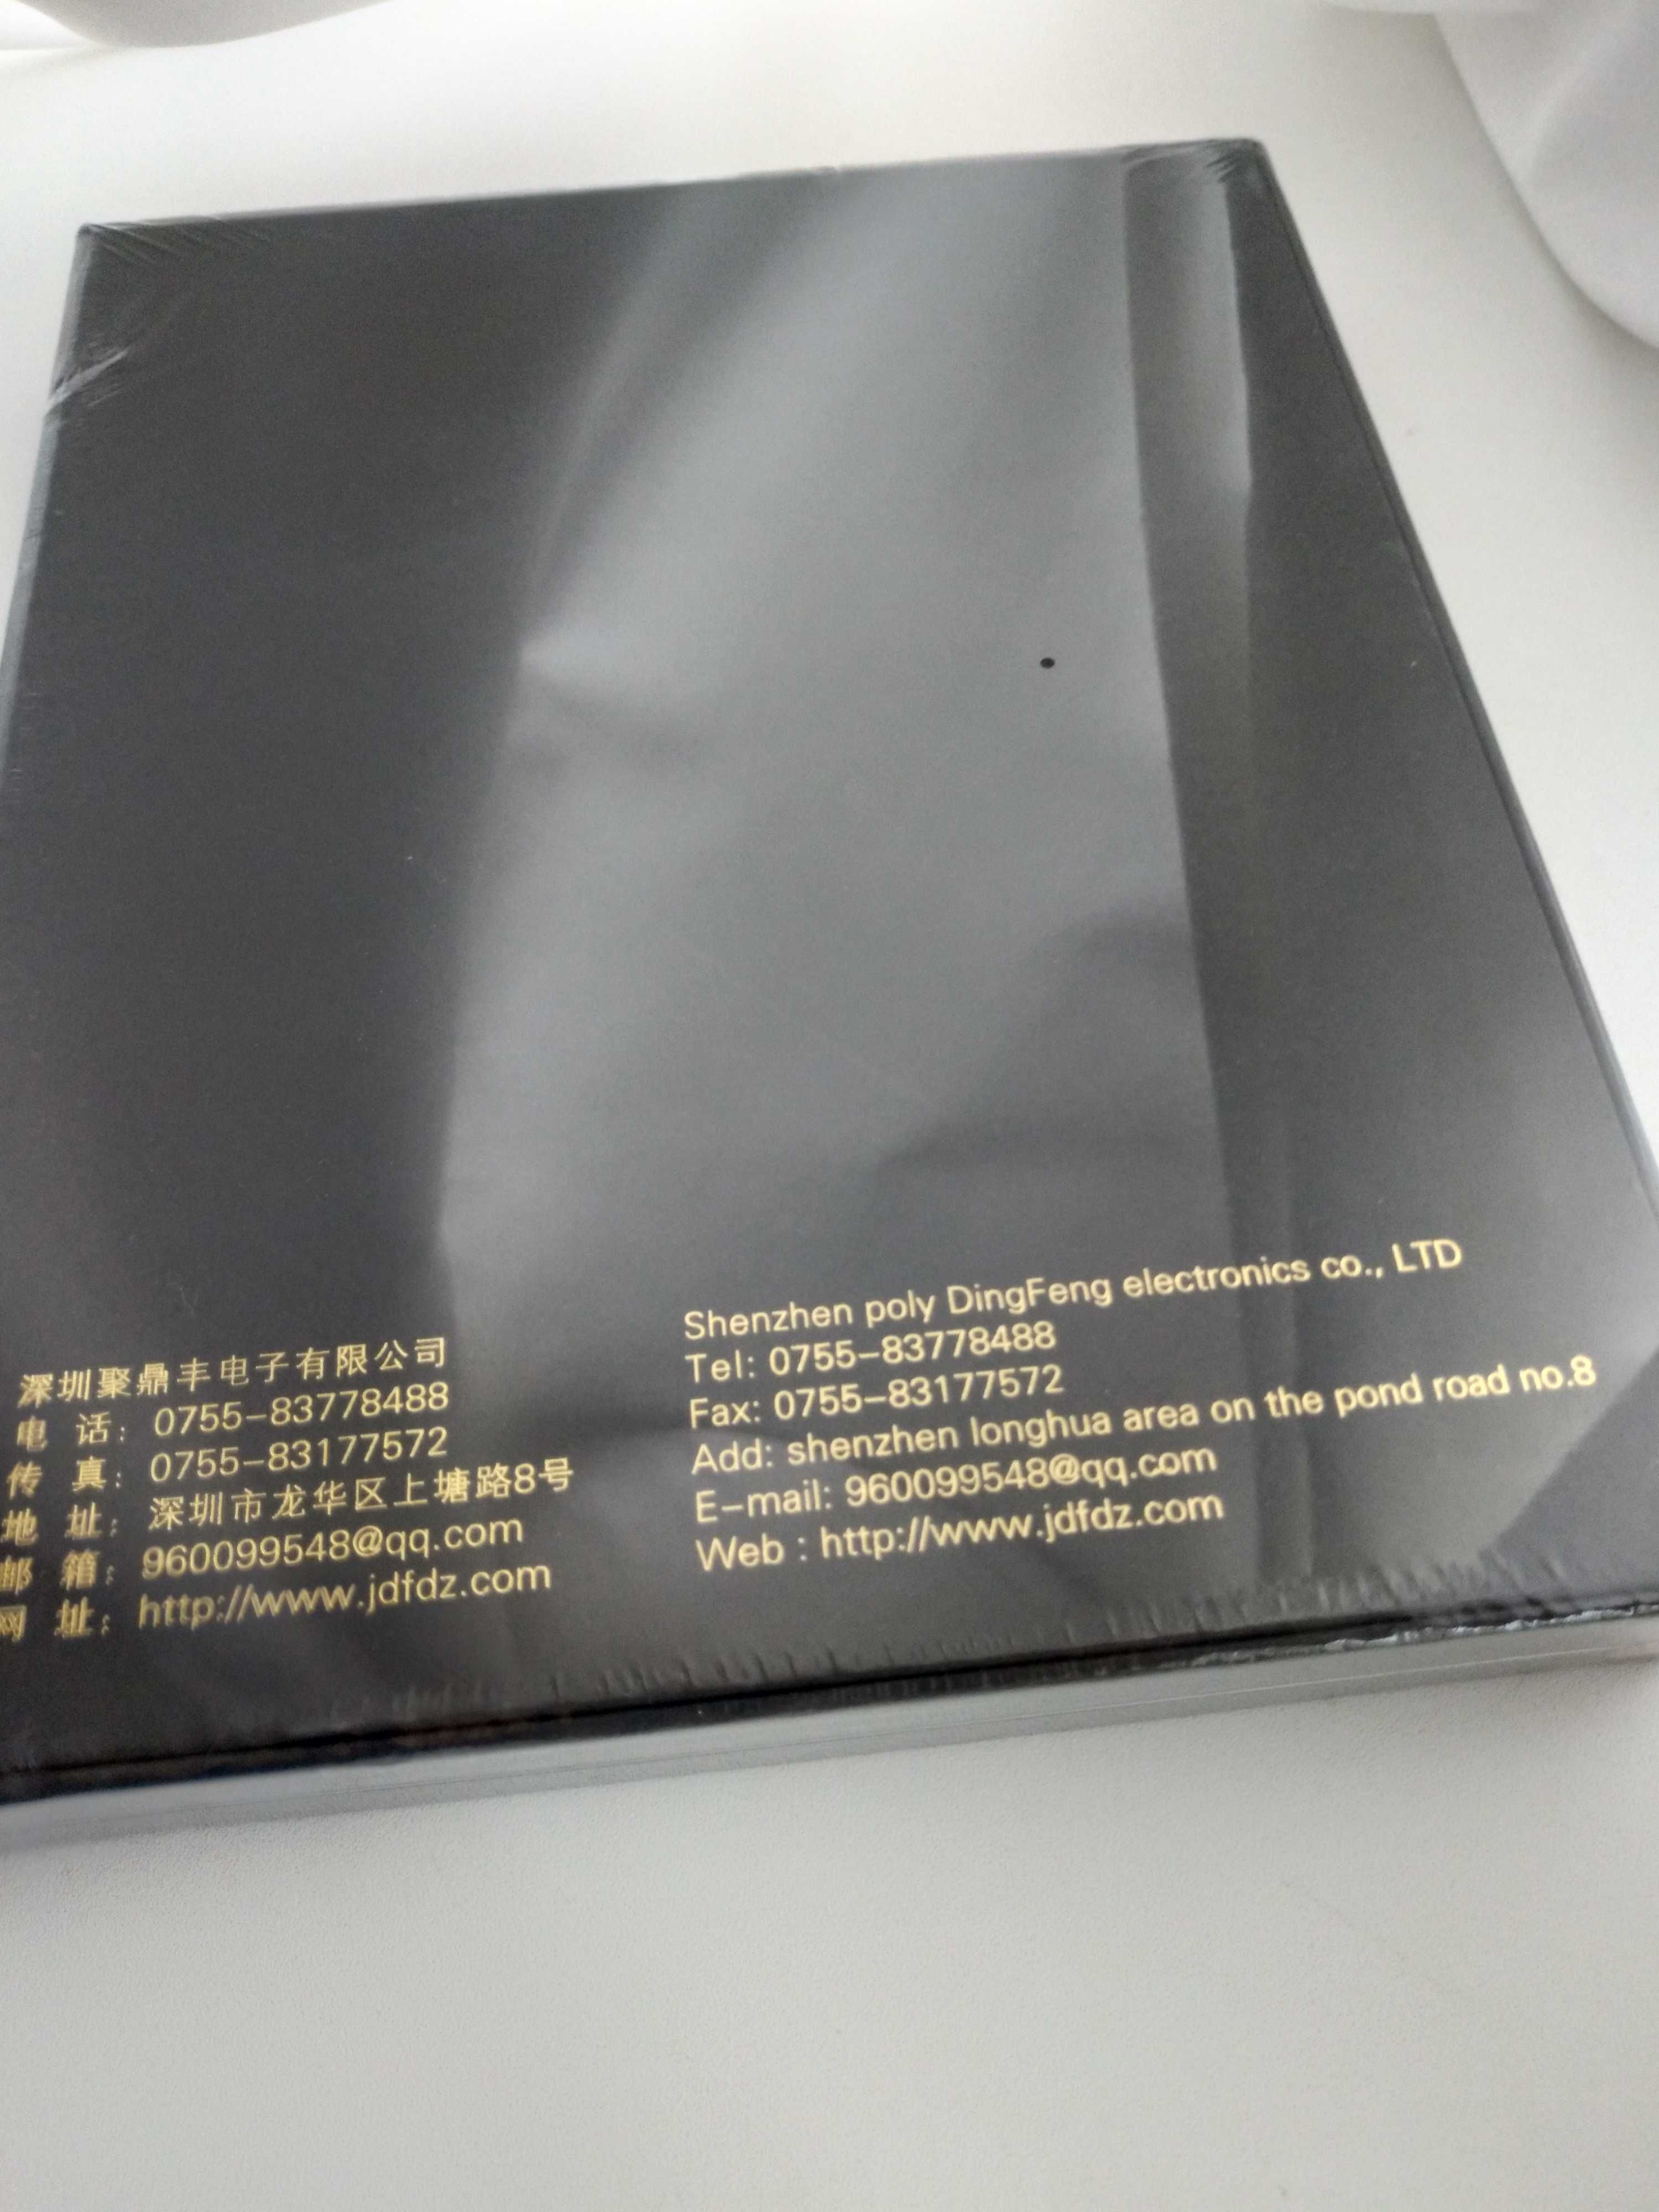 深圳聚鼎丰电子有限公司
电 话： 0755-83778488
传 真： 0755-83177572
地 址： 深圳市龙华区上塘路8号
邮 箱： 960099548@qq.com
网 址： http://www.jdfdz.com
Shenzhen poly DingFeng electronics co., LTD
Tel: 0755-83778488
Fax: 0755-83177572
Add: shenzhen longhua area on the pond road no.8
E-mail: 960099548@qq.com
Web : http://www.jdfdz.com